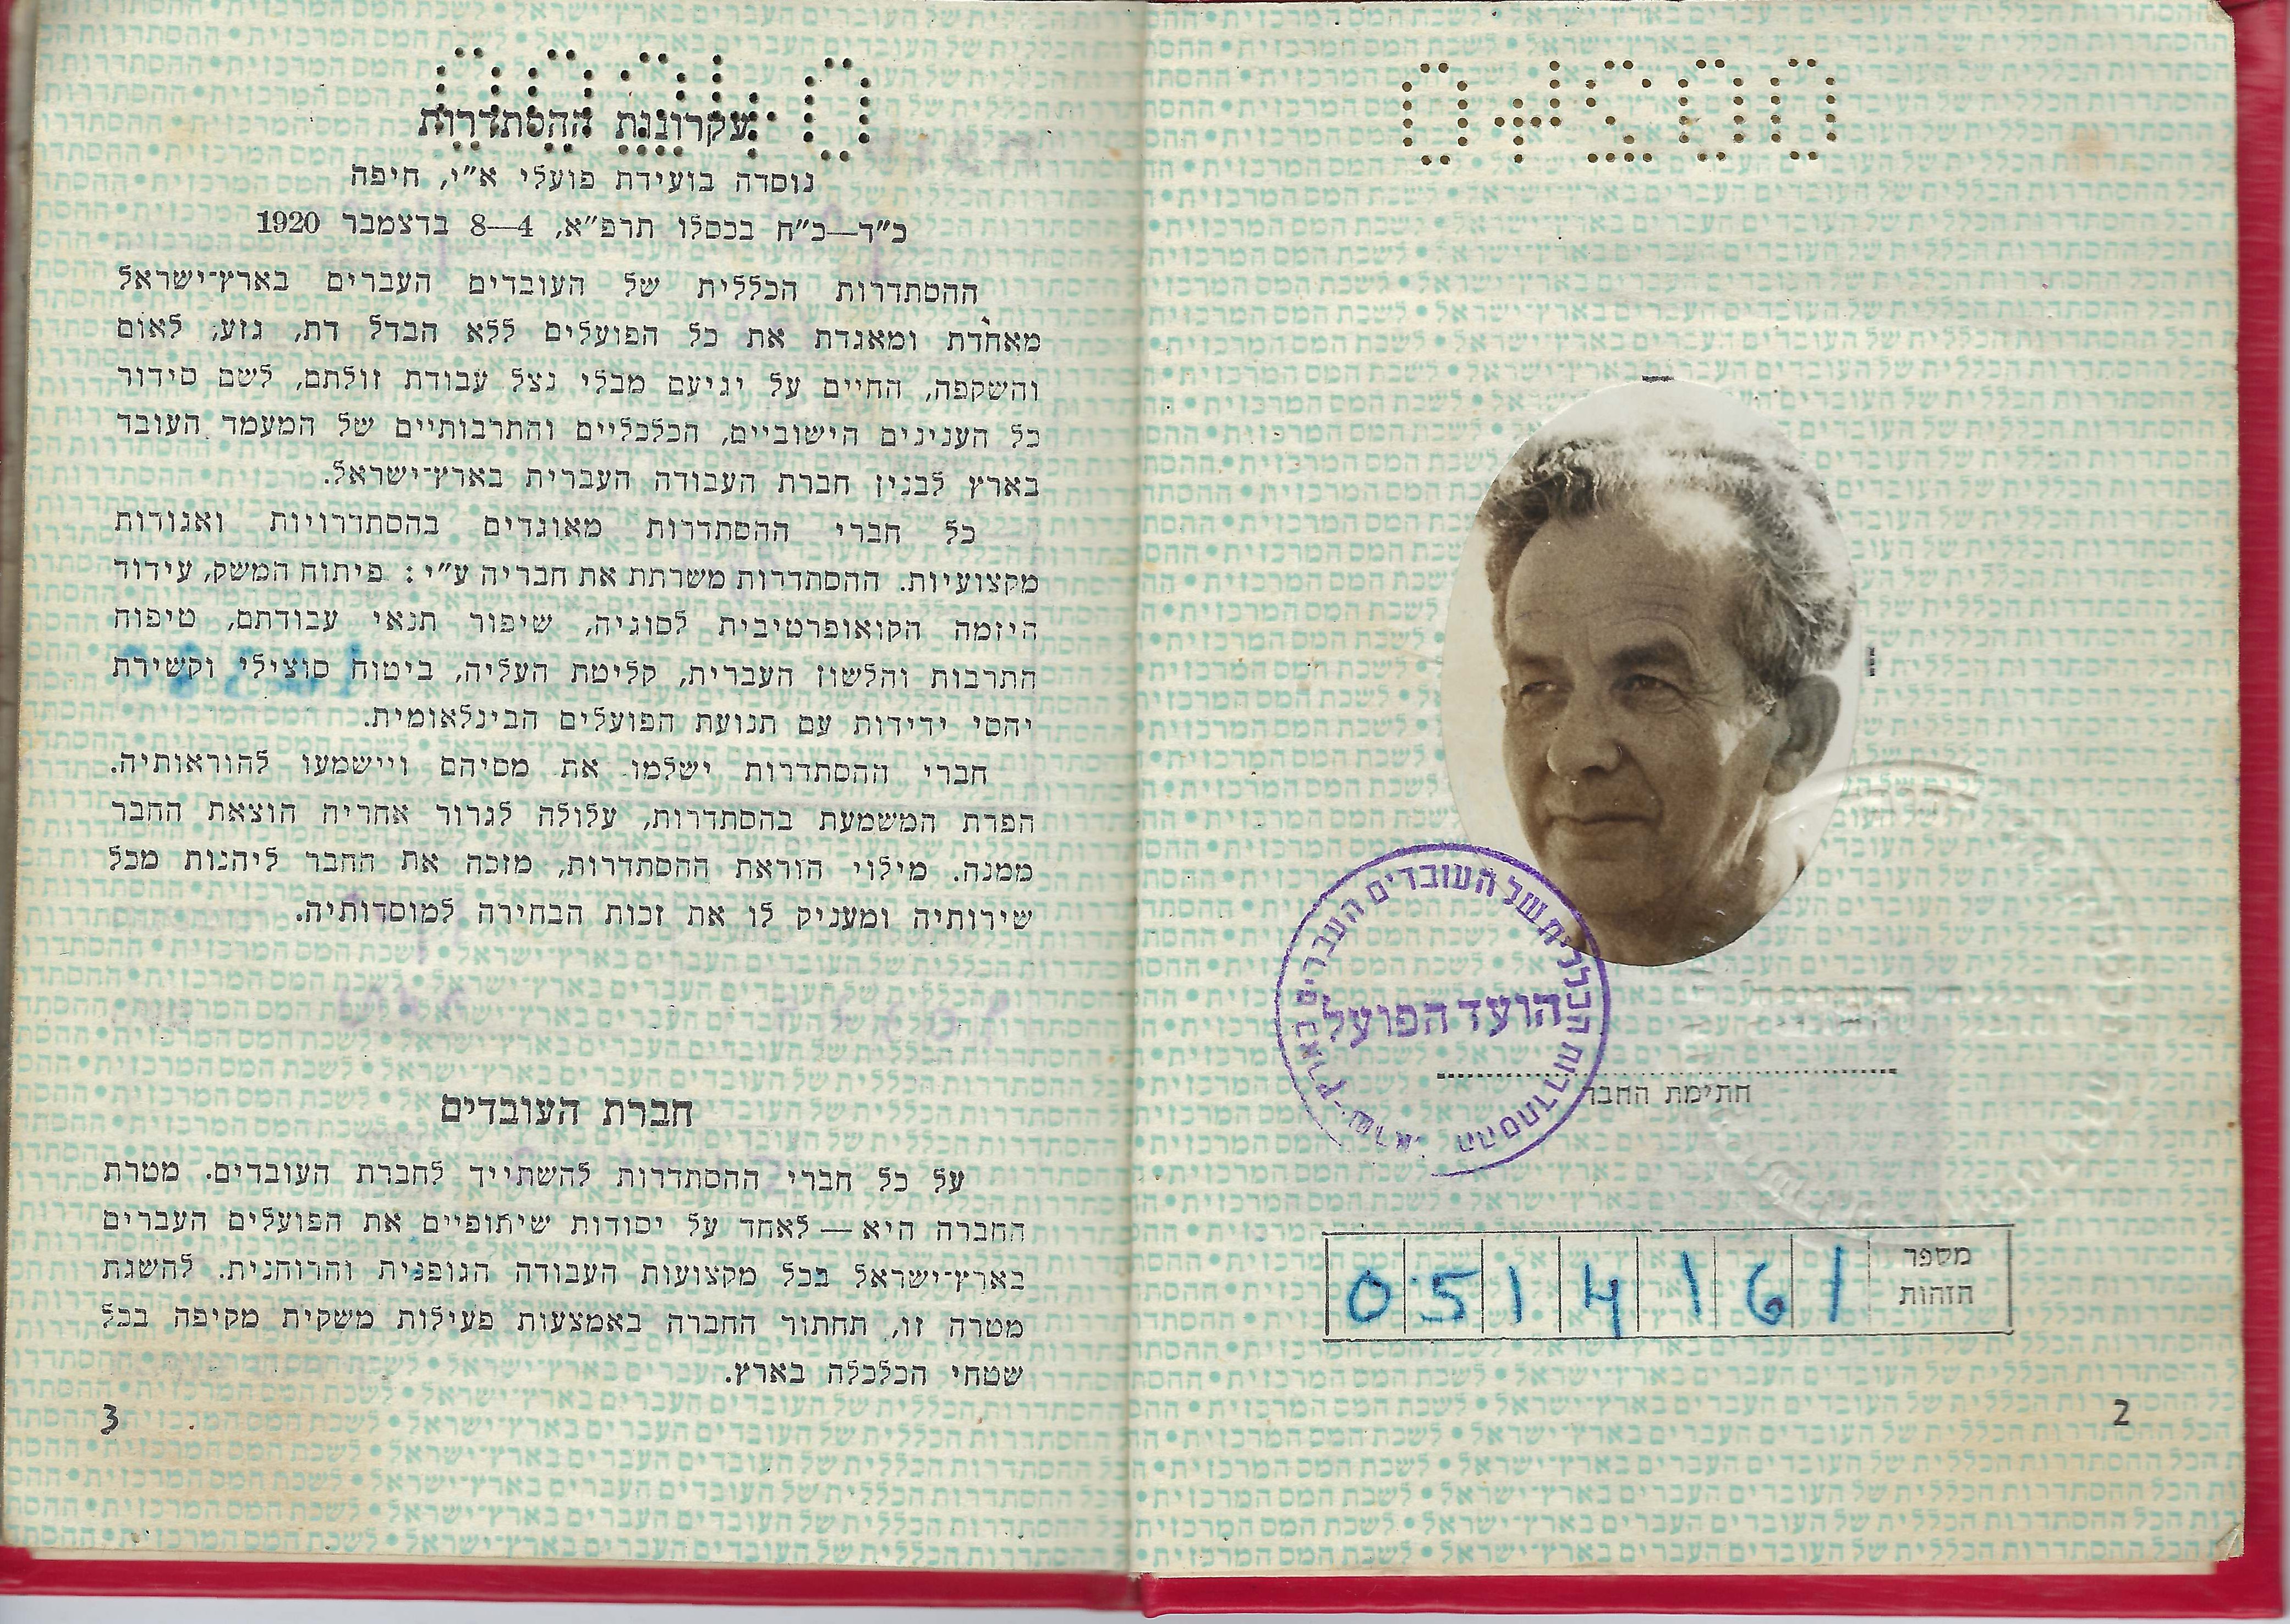 חתימת החבר
ההסתדרות הכללית של העובדים העברים בארץ-ישראל
הועד הפועל
מספר הזהות
0 5 1 4 1 6 1
2
עקרונות ההסתדרות
נוסדה בועידת פועלי א"י, חיפה
כ"ד—כ"ח בכסלו תרפ"א, 4—8 בדצמבר 1920
ההסתדרות הכללית של העובדים העברים בארץ־ישראל
מאחדת ומאגדת את כל הפועלים ללא הבדל דת, גזע, לאום
והשקפה, החיים על יגיעם מבלי נצל עבודת זולתם, לשם סידור
כל הענינים הישוביים, הכלכליים והתרבותיים של המעמד העובד
בארץ לבנין חברת העבודה העברית בארץ־ישראל.
כל חברי ההסתדרות מאוגדים בהסתדרויות ואגודות
מקצועיות. ההסתדרות משרתת את חבריה ע"י: פיתוח המשק, עידוד
היזמה הקואופרטיבית לסוגיה, שיפור תנאי עבודתם, טיפוח
התרבות והלשון העברית, קליטת העליה, ביטוח סוציאלי וקשירת
יחסי ידידות עם תנועת הפועלים הבינלאומית.
חברי ההסתדרות ישלמו את מסיהם ויישמעו להוראותיה.
הפרת המשמעת בהסתדרות, עלולה לגרור אחריה הוצאת החבר
ממנה. מילוי הוראת ההסתדרות, מזכה את החבר ליהנות מכל
שירותיה ומעניק לו את זכות הבחירה למוסדותיה.
חברת העובדים
על כל חברי ההסתדרות להשתייך לחברת העובדים. מטרת
החברה היא — לאחד על יסודות שיתופיים את הפועלים העברים
בארץ־ישראל בכל מקצועות העבודה הגופנית והרוחנית. להשגת
מטרה זו, תחתור החברה באמצעות פעילות משקית מקיפה בכל
שטחי הכלכלה בארץ.
3